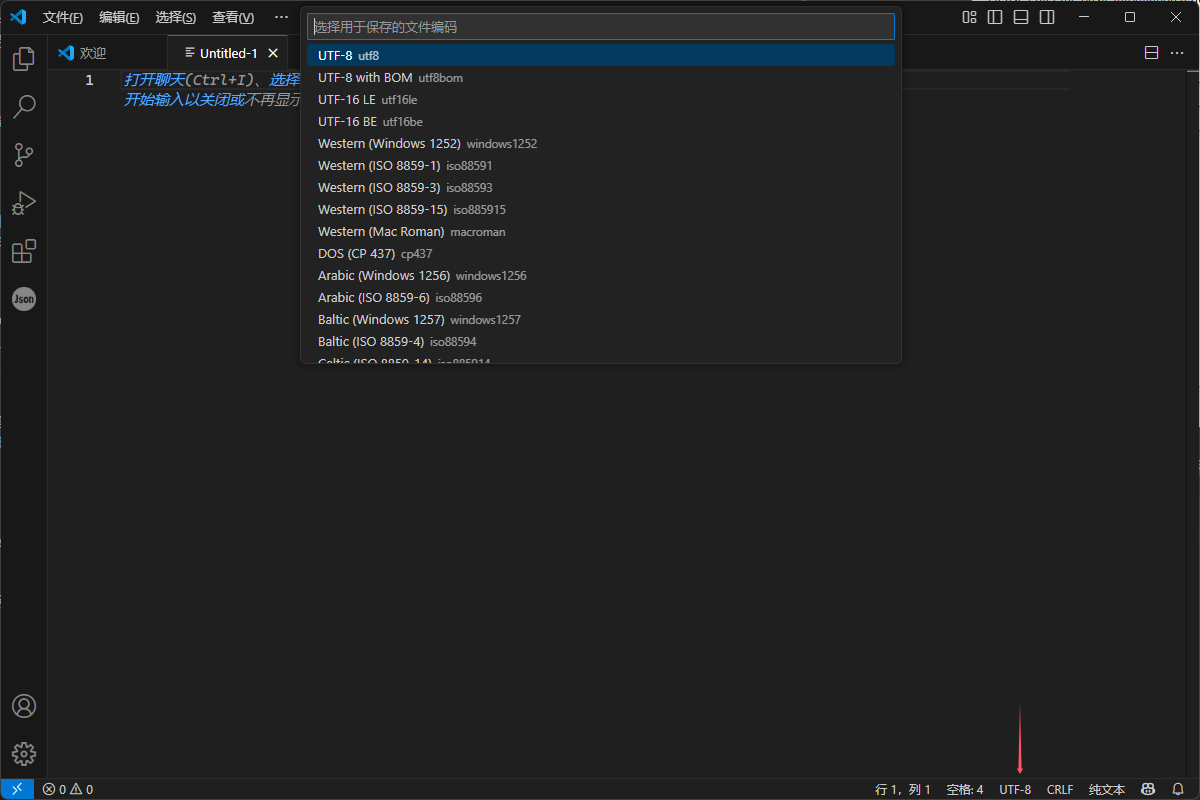 文件(F) 编辑(E) 选择(S) 查看(V) ···
选择用于保存的文件编码
欢迎 Untitled-1
1 打开聊天(Ctrl+I)、选择
开始输入以关闭或不再显示
UTF-8 utf8
UTF-8 with BOM utf8bom
UTF-16 LE utf16le
UTF-16 BE utf16be
Western (Windows 1252) windows1252
Western (ISO 8859-1) iso88591
Western (ISO 8859-3) iso88593
Western (ISO 8859-15) iso885915
Western (Mac Roman) macroman
DOS (CP 437) cp437
Arabic (Windows 1256) windows1256
Arabic (ISO 8859-6) iso88596
Baltic (Windows 1257) windows1257
Baltic (ISO 8859-4) iso88594
Celtic (ISO 8859-14) iso885914
Json
0 0 行 1，列 1 空格: 4 UTF-8 CRLF 纯文本